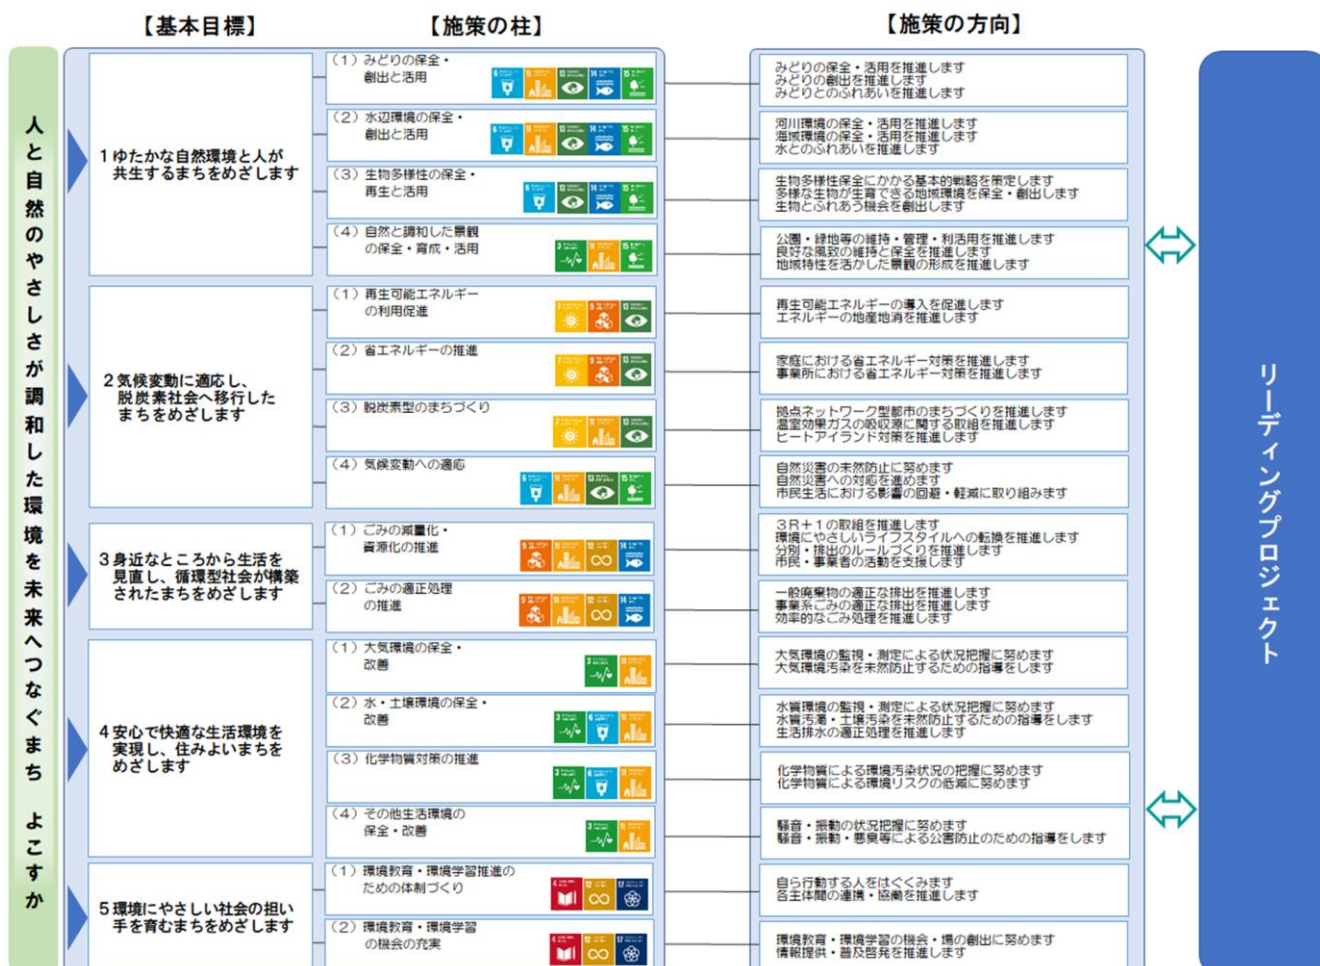 【基本目標】
【施策の柱】
【施策の方向】
人と自然のやさしさが調和した環境を未来へつなぐまち よこすか
1 ゆたかな自然環境と人が
共生するまちをめざします
(1)みどりの保全・
創出と活用
みどりの保全・活用を推進します
みどりの創出を推進します
みどりとのふれあいを推進します
(2)水辺環境の保全・
創出と活用
河川環境の保全・活用を推進します
海域環境の保全・活用を推進します
水とのふれあいを推進します
(3)生物多様性の保全・
再生と活用
生物多様性保全にかかる基本的戦略を策定します
多様な生物が生育できる地域環境を保全・創出します
生物とふれあう機会を創出します
(4)自然と調和した景観
の保全・育成・活用
公園・緑地等の維持・管理・利活用を推進します
良好な風致の維持と保全を推進します
地域特性を活かした景観の形成を推進します
2 気候変動に適応し、
脱炭素社会へ移行した
まちをめざします
(1)再生可能エネルギー
の利用促進
再生可能エネルギーの導入を促進します
エネルギーの地産地消を推進します
(2)省エネルギーの推進
家庭における省エネルギー対策を推進します
事業所における省エネルギー対策を推進します
(3)脱炭素型のまちづくり
拠点ネットワーク型都市のまちづくりを推進します
温室効果ガスの吸収源に関する取組を推進します
ヒートアイランド対策を推進します
(4)気候変動への適応
自然災害の未然防止に努めます
自然災害への対応を進めます
市民生活における影響の回避・軽減に取り組みます
3 身近なところから生活を
見直し、循環型社会が構築
されたまちをめざします
(1)ごみの減量化・
資源化の推進
3R+1の取組を推進します
環境にやさしいライフスタイルへの転換を推進します
分別・排出のルールづくりを推進します
市民・事業者の活動を支援します
(2)ごみの適正処理
の推進
一般廃棄物の適正な排出を推進します
事業系ごみの適正な排出を推進します
効率的なごみ処理を推進します
4 安心で快適な生活環境を
実現し、住みよいまちを
めざします
(1)大気環境の保全・
改善
大気環境の監視・測定による状況把握に努めます
大気環境汚染を未然防止するための指導をします
(2)水・土壌環境の保全・
改善
水質環境の監視・測定による状況把握に努めます
水質汚濁・土壌汚染を未然防止するための指導をします
生活排水の適正処理を推進します
(3)化学物質対策の推進
化学物質による環境汚染状況の把握に努めます
化学物質による環境リスクの低減に努めます
(4)その他生活環境の
保全・改善
騒音・振動の状況把握に努めます
騒音・振動・悪臭等による公害防止のための指導をします
5 環境にやさしい社会の担い
手を育むまちをめざします
(1)環境教育・環境学習推進の
ための体制づくり
自ら行動する人をはぐくみます
各主体間の連携・協働を推進します
(2)環境教育・環境学習
の機会の充実
環境教育・環境学習の機会・場の創出に努めます
情報提供・普及啓発を推進します
リーディングプロジェクト